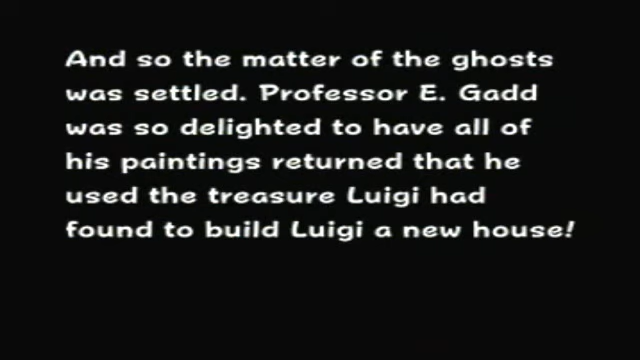 And so the matter of the ghosts
was settled. Professor E. Gadd
was so delighted to have all of
his paintings returned that he
used the treasure Luigi had
found to build Luigi a new house!